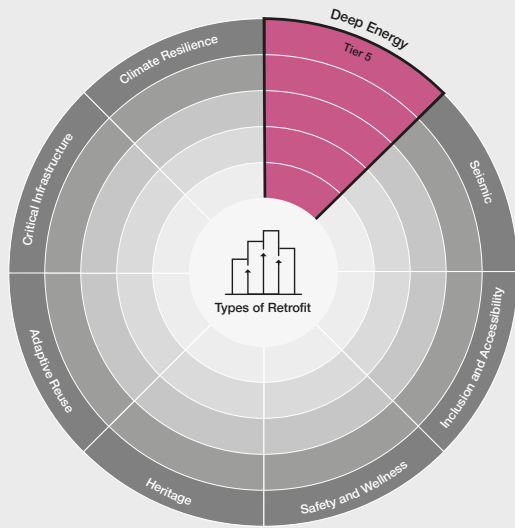 Deep Energy
Tier 5
Seismic
Inclusion and Accessibility
Safety and Wellness
Heritage
Adaptive Reuse
Critical Infrastructure
Climate Resilience
Types of Retrofit